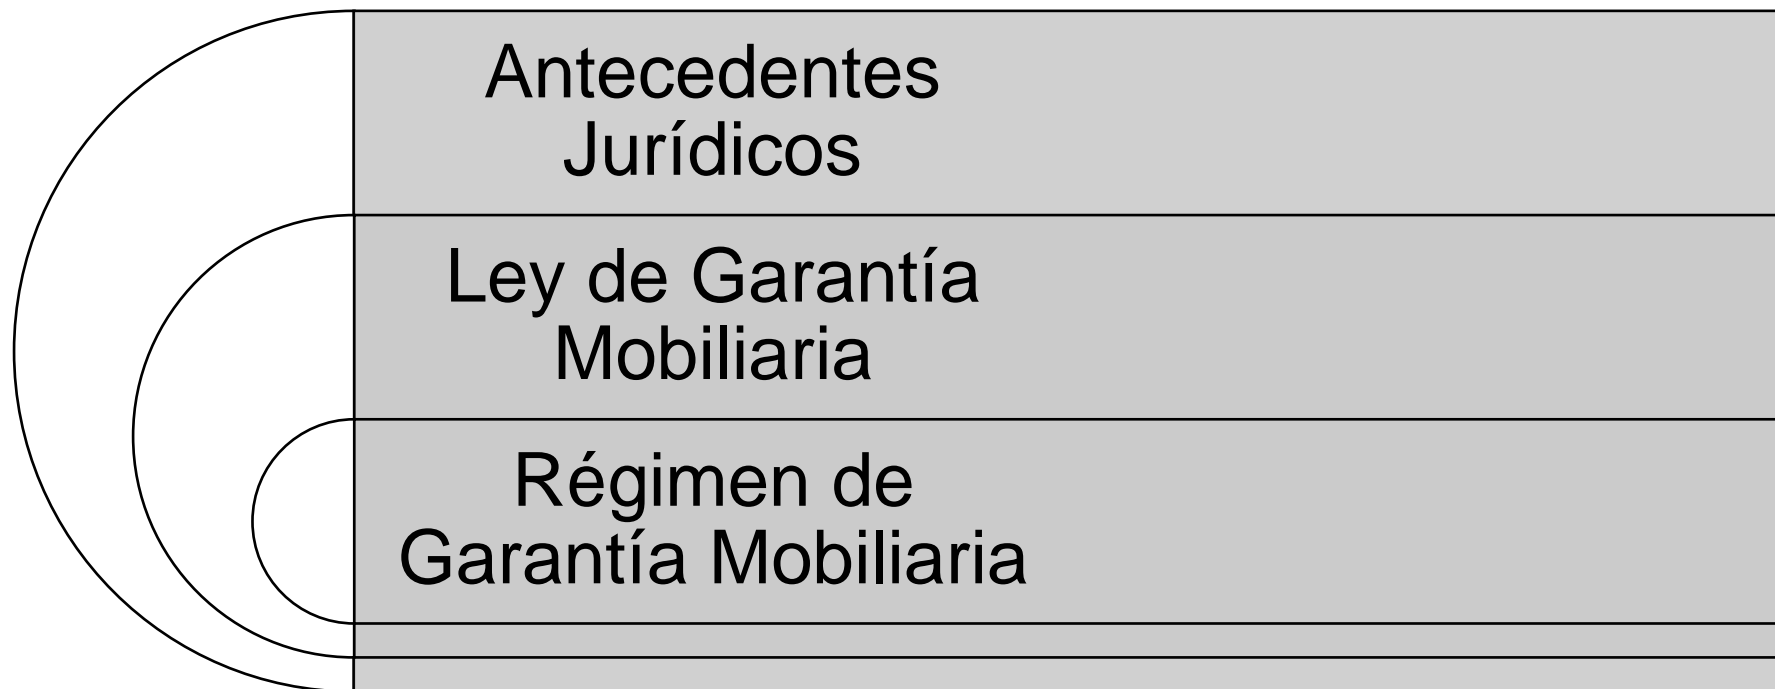 Antecedentes
Jurídicos
Ley de Garantía
Mobiliaria
Régimen de
Garantía Mobiliaria